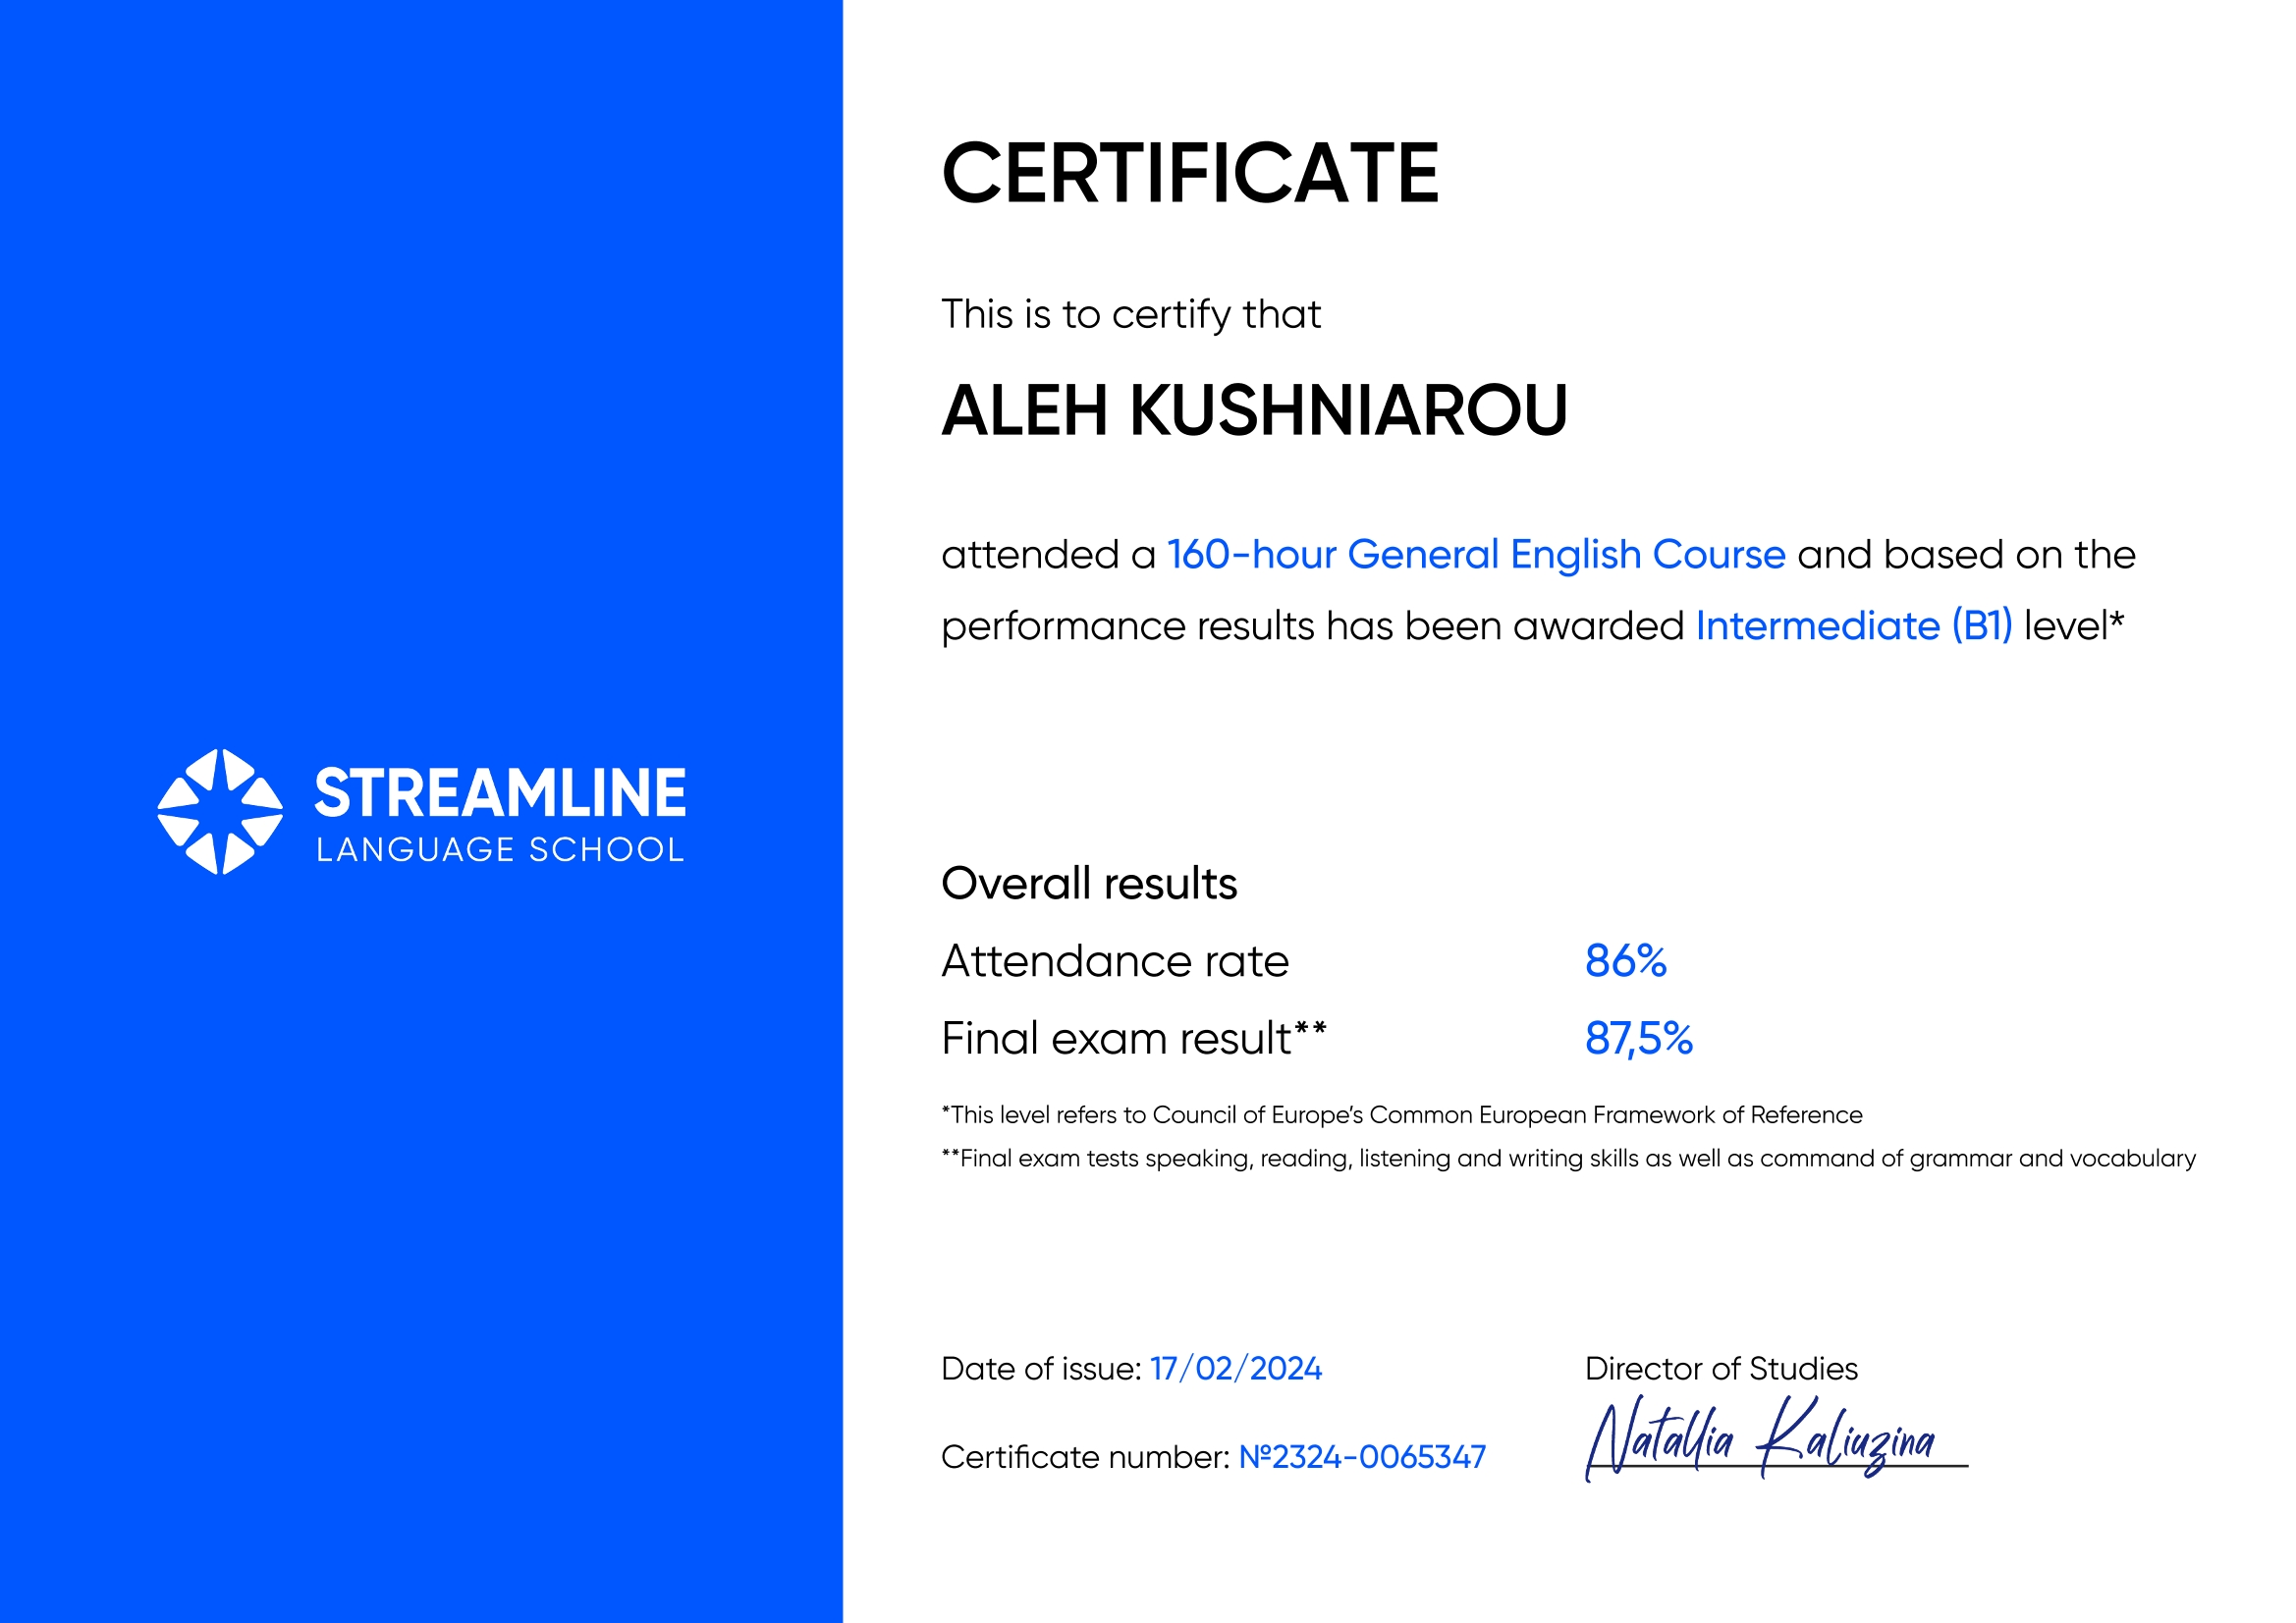 STREAMLINE
LANGUAGE SCHOOL
CERTIFICATE
This is to certify that
ALEH KUSHNIAROU
attended a 160-hour General English Course and based on the
performance results has been awarded Intermediate (B1) level*
Overall results
Attendance rate 86%
Final exam result** 87,5%
*This level refers to Council of Europe’s Common European Framework of Reference
**Final exam tests speaking, reading, listening and writing skills as well as command of grammar and vocabulary
Date of issue: 17/02/2024
Certificate number: №2324-0065347
Director of Studies
Natallia Kaliuzina